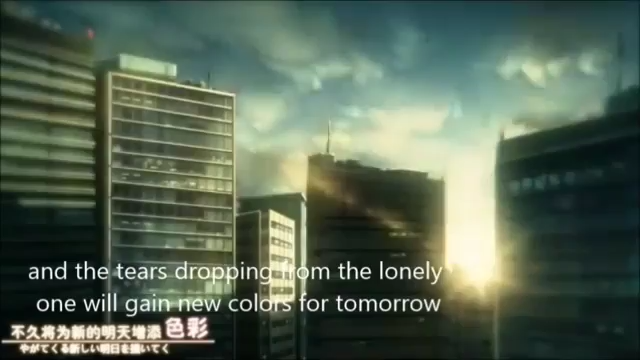 and the tears dropping from the lonely
one will gain new colors for tomorrow
不久将为新的明天增添色彩
やがてくる新しい明日を描いてく